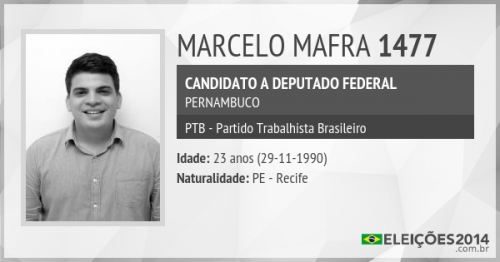 MARCELO MAFRA 1477
CANDIDATO A DEPUTADO FEDERAL
PERNAMBUCO
PTB - Partido Trabalhista Brasileiro
Idade: 23 anos (29-11-1990)
Naturalidade: PE - Recife
ELEIÇÕES2014
.com.br